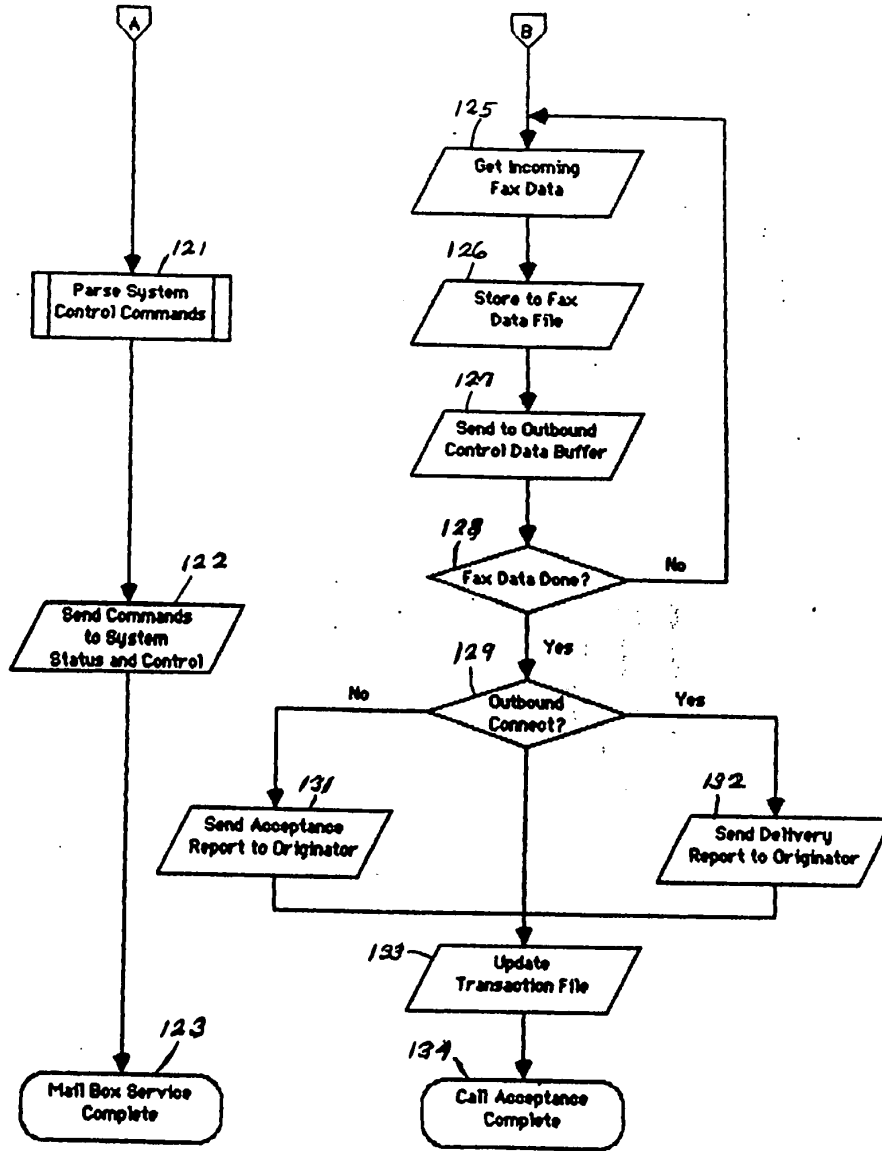 A
121
Parse System
Control Commands
122
Send Commands
to System
Status and Control
123
Mail Box Service
Complete
B
125
Get Incoming
Fax Data
126
Store to Fax
Data File
127
Send to Outbound
Control Data Buffer
128
Fax Data Done?
No
Yes
129
Outbound
Connect?
No
Yes
131
Send Acceptance
Report to Originator
132
Send Delivery
Report to Originator
133
Update
Transaction File
134
Call Acceptance
Complete